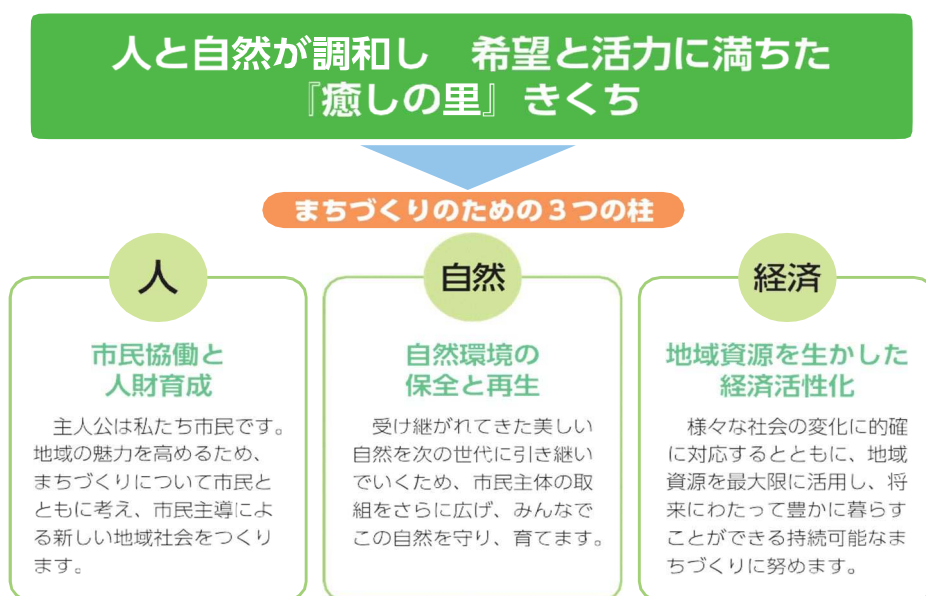 人と自然が調和し　希望と活力に満ちた
『癒しの里』きくち
まちづくりのための３つの柱
人
市民協働と
人財育成
主人公は私たち市民です。
地域の魅力を高めるため、
まちづくりについて市民と
ともに考え、市民主導によ
る新しい地域社会をつくり
ます。
自然
自然環境の
保全と再生
受け継がれてきた美しい
自然を次の世代に引き継い
でいくため、市民主体の取
組をさらに広げ、みんなで
この自然を守り、育てます。
経済
地域資源を生かした
経済活性化
様々な社会の変化に的確
に対応するとともに、地域
資源を最大限に活用し、将
来にわたって豊かに暮らす
ことができる持続可能なま
ちづくりに努めます。